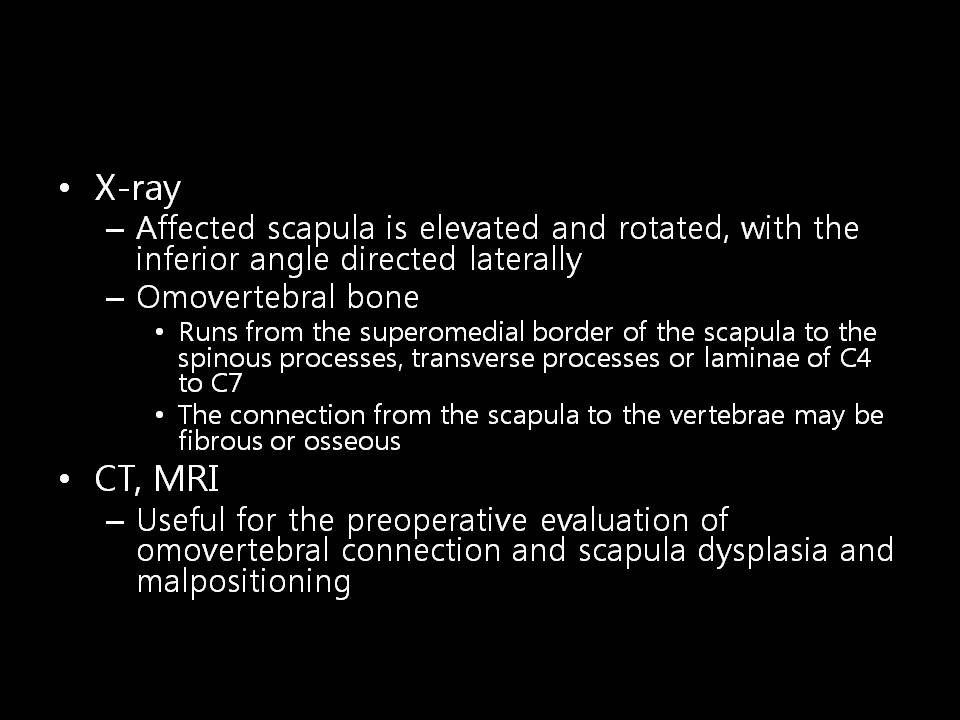 • X-ray
– Affected scapula is elevated and rotated, with the
inferior angle directed laterally
– Omovertebral bone
• Runs from the superomedial border of the scapula to the
spinous processes, transverse processes or laminae of C4
to C7
• The connection from the scapula to the vertebrae may be
fibrous or osseous
• CT, MRI
– Useful for the preoperative evaluation of
omovertebral connection and scapula dysplasia and
malpositioning